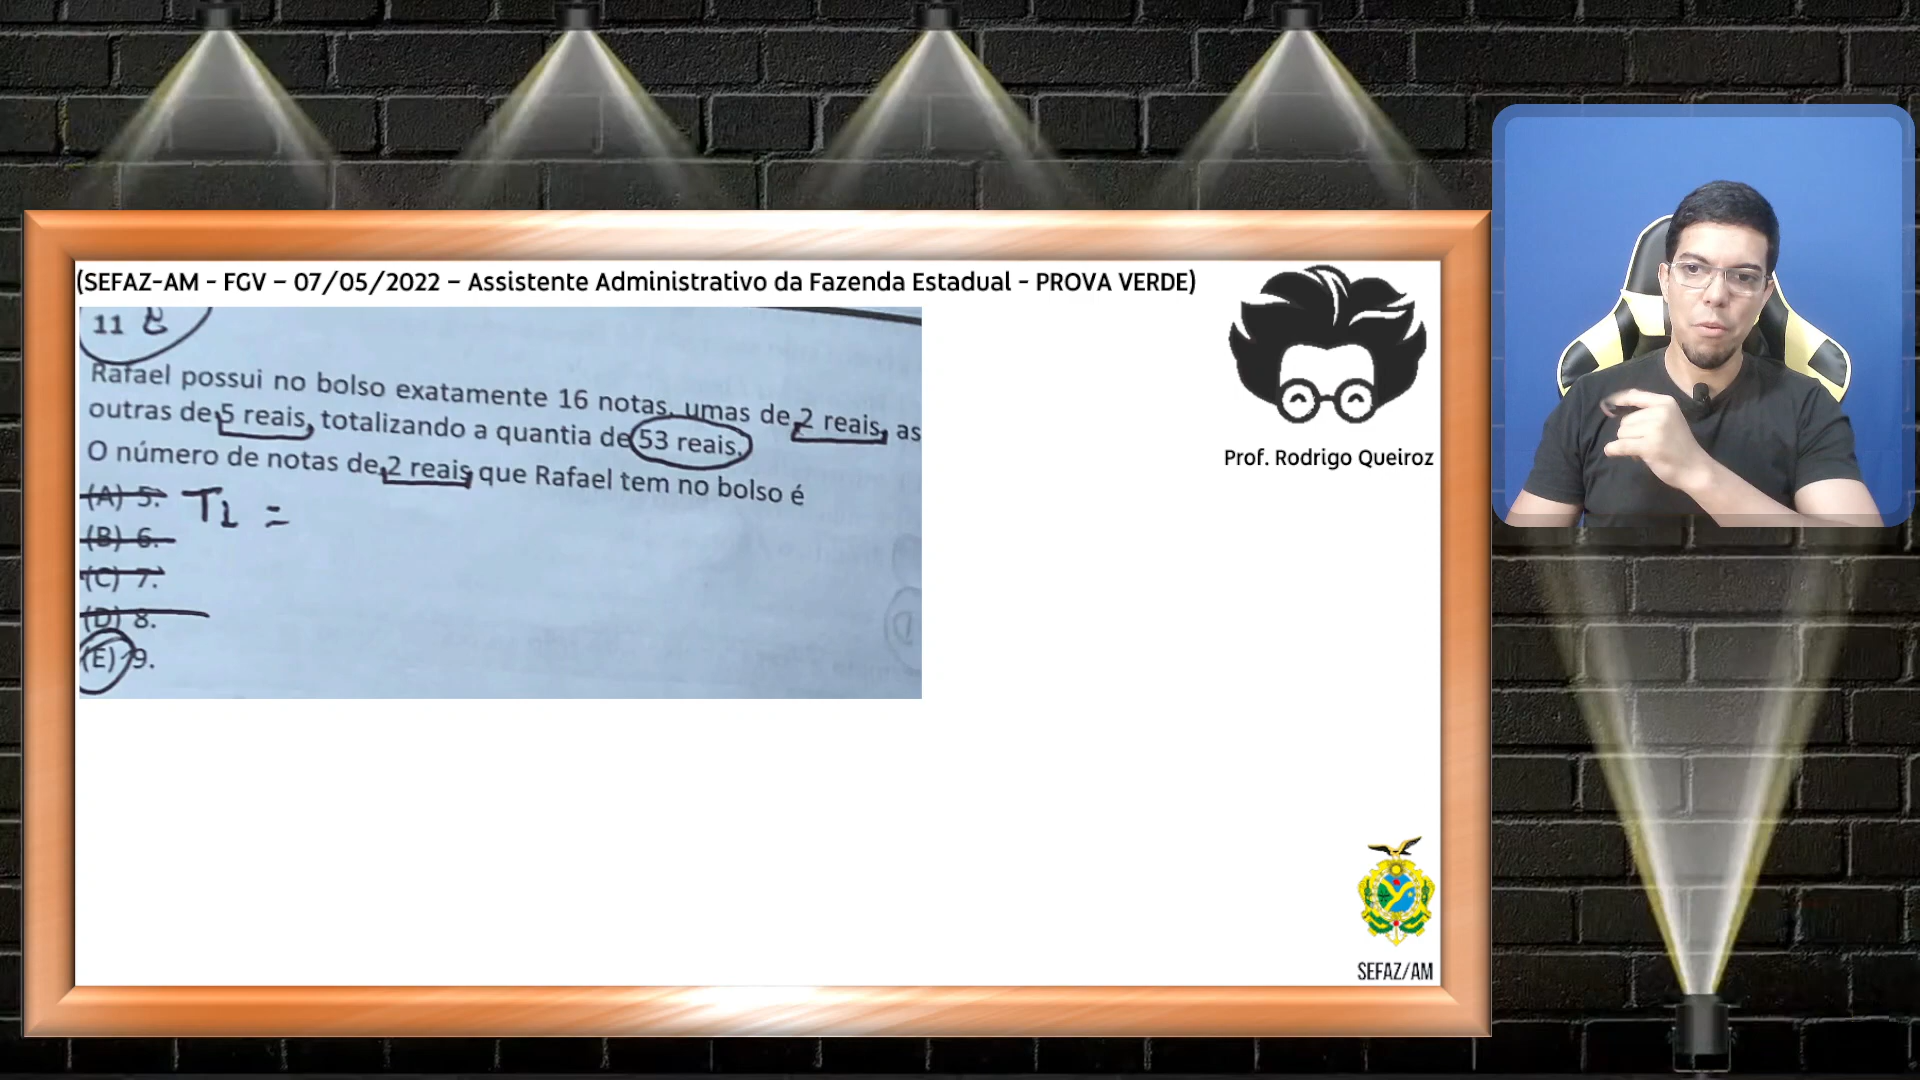 (SEFAZ-AM - FGV – 07/05/2022 – Assistente Administrativo da Fazenda Estadual - PROVA VERDE)
11
Rafael possui no bolso exatamente 16 notas, umas de 2 reais, as
outras de 5 reais, totalizando a quantia de 53 reais.
O número de notas de 2 reais que Rafael tem no bolso é
(A) 5.
(B) 6.
(C) 7.
(D) 8.
(E) 9.
Prof. Rodrigo Queiroz
SEFAZ/AM